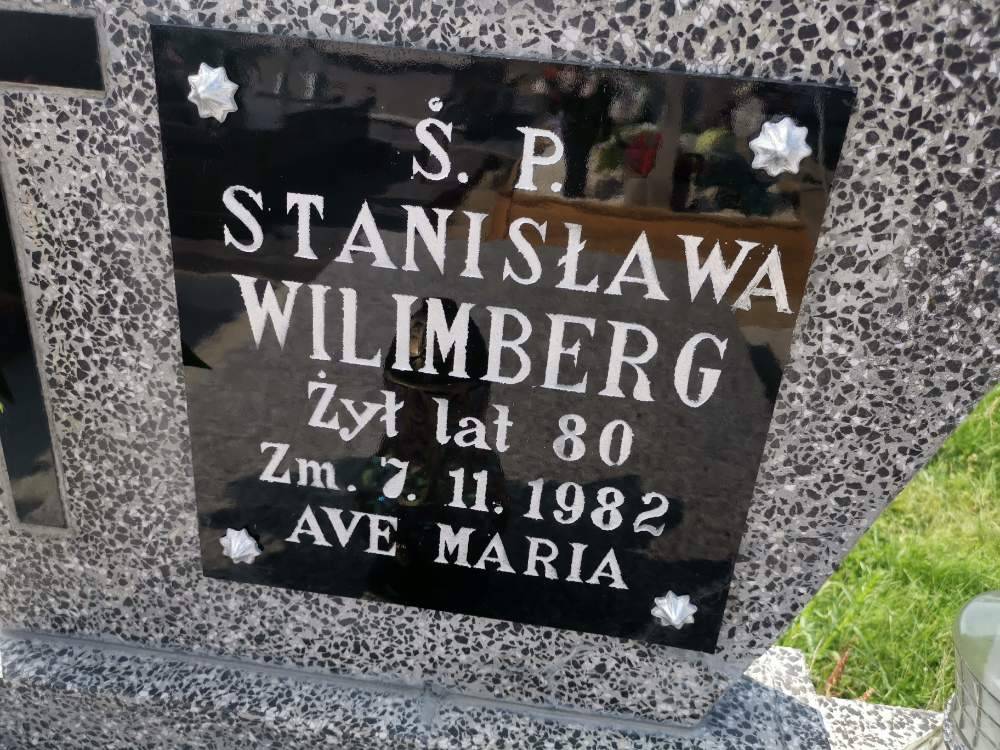 Ś. P.
STANISŁAWA
WILIMBERG
Żył lat 80
Zm. 7. 11. 1982
AVE MARIA